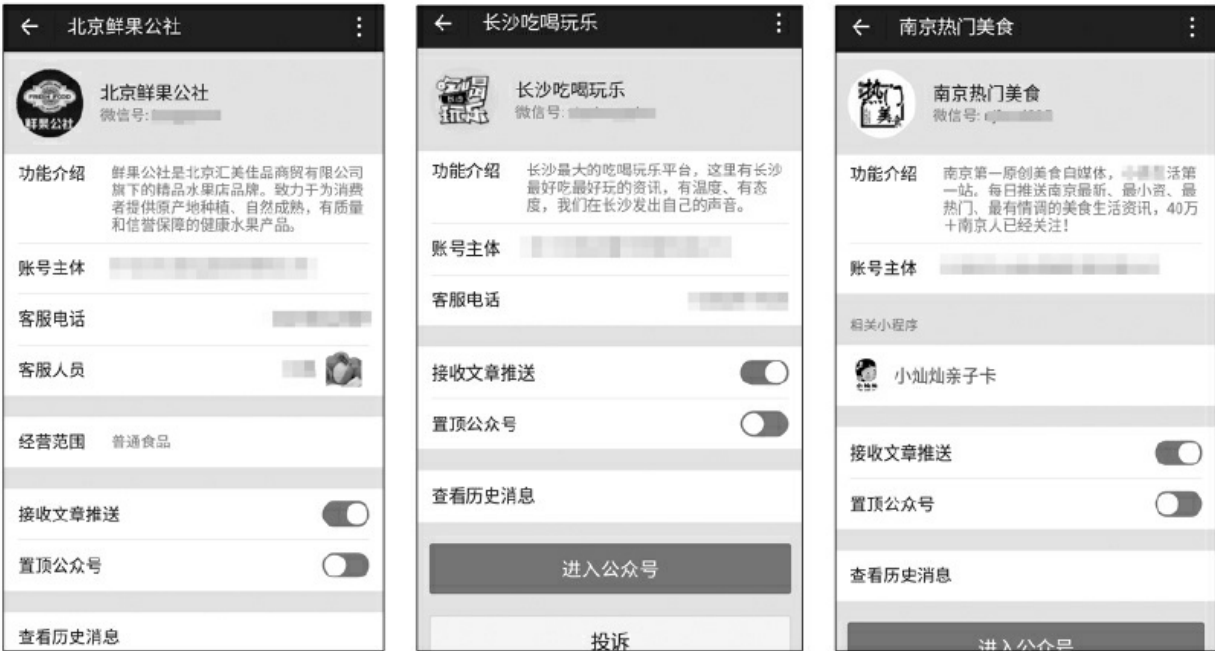 北京鲜果公社
FRESH FOOD
鲜果公社
北京鲜果公社
微信号:
功能介绍
鲜果公社是北京汇美佳品商贸有限公司
旗下的精品水果店品牌。致力于为消费
者提供原产地种植、自然成熟，有质量
和信誉保障的健康水果产品。
账号主体
客服电话
客服人员
经营范围 普通食品
接收文章推送
置顶公众号
查看历史消息
长沙吃喝玩乐
长沙吃喝玩乐
微信号:
功能介绍
长沙最大的吃喝玩乐平台，这里有长沙
最好吃最好玩的资讯，有温度、有态
度，我们在长沙发出自己的声音。
账号主体
客服电话
接收文章推送
置顶公众号
查看历史消息
进入公众号
投诉
南京热门美食
热门
美食
南京热门美食
微信号:
功能介绍
南京第一原创美食自媒体，活第
一站。每日推送南京最新、最小资、最
热门、最有情调的美食生活资讯，40万
+南京人已经关注！
账号主体
相关小程序
小灿灿亲子卡
接收文章推送
置顶公众号
查看历史消息
进入公众号